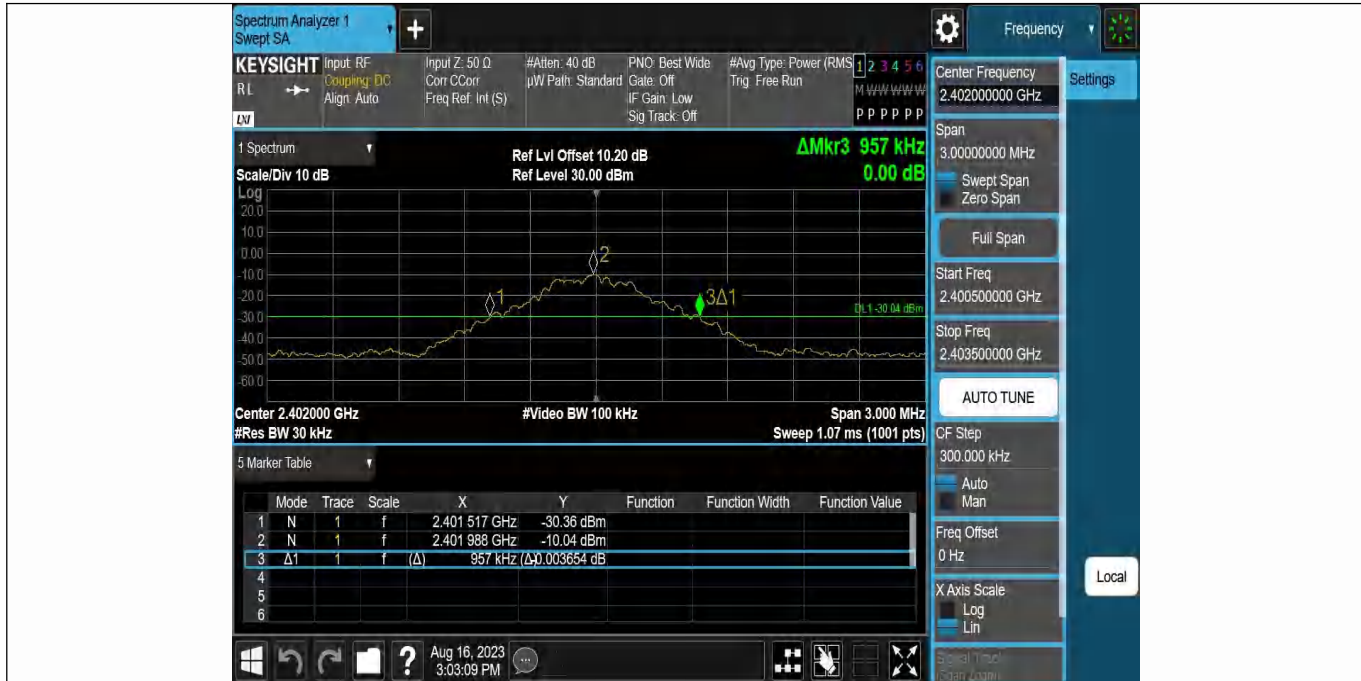 Spectrum Analyzer 1
Swept SA
+
Frequency
KEYSIGHT
RL
LXI
Input: RF
Coupling: DC
Align: Auto
Input Z: 50 Ω
Corr CCorr
Freq Ref: Int (S)
#Atten: 40 dB
µW Path: Standard
PNO: Best Wide
Gate: Off
IF Gain: Low
Sig Track: Off
#Avg Type: Power (RMS
Trig: Free Run
1 2 3 4 5 6
M W W W W W
P P P P P P
1 Spectrum
Scale/Div 10 dB
Ref Lvl Offset 10.20 dB
Ref Level 30.00 dBm
ΔMkr3 957 kHz
0.00 dB
Log
20.0
10.0
0.00
-10.0
-20.0
-30.0
-40.0
-50.0
-60.0
1
2
3Δ1
DL1 -30.04 dBm
Center 2.402000 GHz
#Res BW 30 kHz
#Video BW 100 kHz
Span 3.000 MHz
Sweep 1.07 ms (1001 pts)
5 Marker Table
Mode Trace Scale X Y Function Function Width Function Value
1 N 1 f 2.401 517 GHz -30.36 dBm
2 N 1 f 2.401 988 GHz -10.04 dBm
3 Δ1 1 f (Δ) 957 kHz (Δ) -0.003654 dB
4
5
6
Aug 16, 2023
3:03:09 PM
?
Center Frequency
2.402000000 GHz
Settings
Span
3.00000000 MHz
Swept Span
Zero Span
Full Span
Start Freq
2.400500000 GHz
Stop Freq
2.403500000 GHz
AUTO TUNE
CF Step
300.000 kHz
Auto
Man
Freq Offset
0 Hz
X Axis Scale
Log
Lin
Local
Signal Track
(Span Zoom)